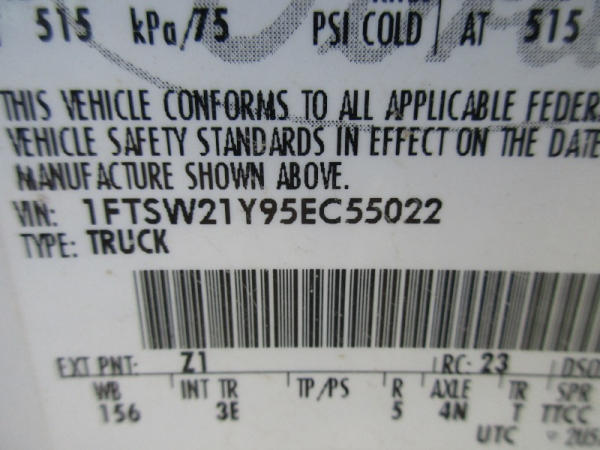 515 kPa/75 PSI COLD AT 515
THIS VEHICLE CONFORMS TO ALL APPLICABLE FEDER
VEHICLE SAFETY STANDARDS IN EFFECT ON THE DATE
MANUFACTURE SHOWN ABOVE.
VIN: 1FTSW21Y95EC55022
TYPE: TRUCK
EXT PNT: Z1 RC: 23 DSO
WB INT TR TP/PS R AXLE TR SPR
156 3E 5 4N T TTCC
UTC